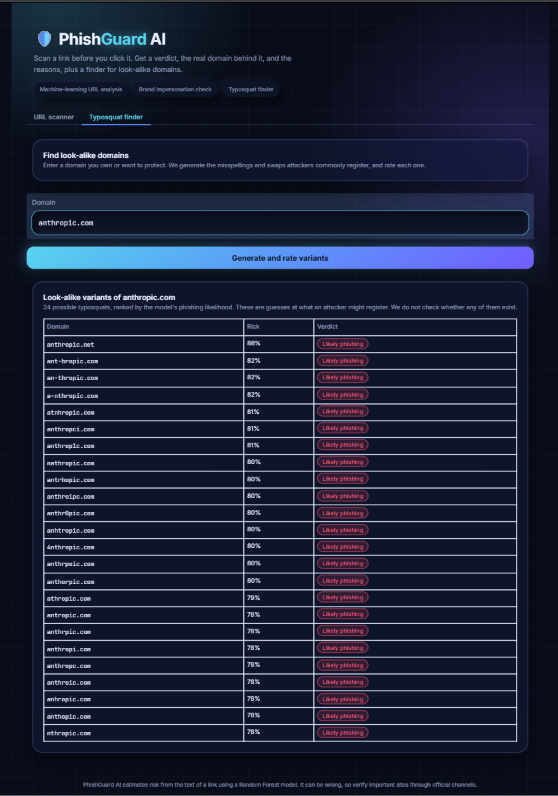 PhishGuard AI
Scan a link before you click it. Get a verdict, the real domain behind it, and the
reasons, plus a finder for look-alike domains.
Machine-learning URL analysis Brand impersonation check Typosquat finder
URL scanner Typosquat finder
Find look-alike domains
Enter a domain you own or want to protect. We generate the misspellings and swaps attackers commonly register, and rate each one.
Domain
anthropic.com
Generate and rate variants
Look-alike variants of anthropic.com
24 possible typosquats, ranked by the model's phishing likelihood. These are guesses at what an attacker might register. We do not check whether any of them exist.
Domain Risk Verdict
anthropic.net 88% Likely phishing
ant-hropic.com 82% Likely phishing
an-thropic.com 82% Likely phishing
a-nthropic.com 82% Likely phishing
atnhropic.com 81% Likely phishing
anthropci.com 81% Likely phishing
anthrop1c.com 81% Likely phishing
nathropic.com 80% Likely phishing
antrhopic.com 80% Likely phishing
anthroipc.com 80% Likely phishing
anthr0pic.com 80% Likely phishing
anhtropic.com 80% Likely phishing
4nthropic.com 80% Likely phishing
anthrpoic.com 80% Likely phishing
anthorpic.com 80% Likely phishing
athropic.com 79% Likely phishing
antropic.com 78% Likely phishing
anthrpic.com 78% Likely phishing
anthropi.com 78% Likely phishing
anthropc.com 78% Likely phishing
anthroic.com 78% Likely phishing
anhropic.com 78% Likely phishing
anthopic.com 78% Likely phishing
nthropic.com 78% Likely phishing
PhishGuard AI estimates risk from the text of a link using a Random Forest model. It can be wrong, so verify important sites through official channels.